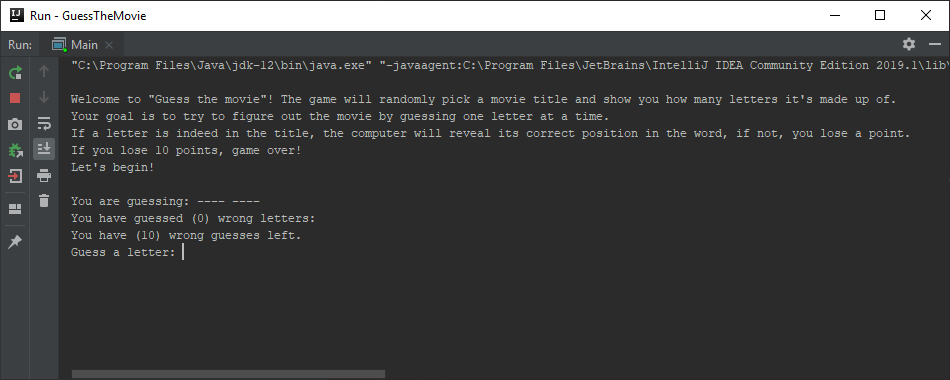 Run - GuessTheMovie
Run: Main
"C:\Program Files\Java\jdk-12\bin\java.exe" "-javaagent:C:\Program Files\JetBrains\IntelliJ IDEA Community Edition 2019.1\lib\
Welcome to "Guess the movie"! The game will randomly pick a movie title and show you how many letters it's made up of.
Your goal is to try to figure out the movie by guessing one letter at a time.
If a letter is indeed in the title, the computer will reveal its correct position in the word, if not, you lose a point.
If you lose 10 points, game over!
Let's begin!
You are guessing: ---- ----
You have guessed (0) wrong letters:
You have (10) wrong guesses left.
Guess a letter: